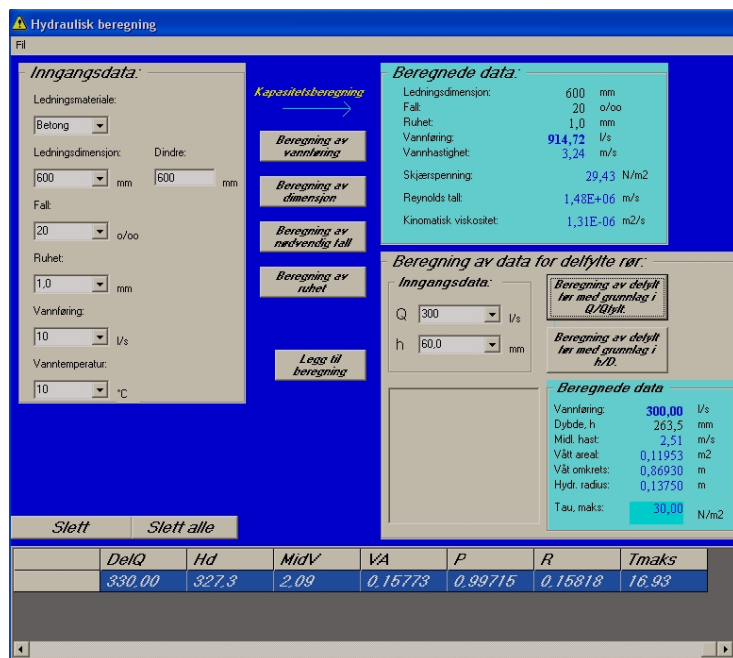 Hydraulisk beregning
Fil
Inngangsdata:
Ledningsmateriale:
Betong
Ledningsdimensjon: Dindre:
600 mm 600 mm
Fall:
20 o/oo
Ruhet:
1,0 mm
Vannføring:
10 l/s
Vanntemperatur:
10 °C
Kapasitetsberegning
Beregning av
vannføring
Beregning av
dimensjon
Beregning av
nødvendig fall
Beregning av
ruhet
Legg til
beregning
Beregnede data:
Ledningsdimensjon: 600 mm
Fall: 20 o/oo
Ruhet: 1,0 mm
Vannføring: 914,72 l/s
Vannhastighet: 3,24 m/s
Skjærspenning: 29,43 N/m2
Reynolds tall: 1,48E+06 m/s
Kinomatisk viskositet: 1,31E-06 m2/s
Beregning av data for delfylte rør:
Inngangsdata:
Q 300 l/s
h 60,0 mm
Beregning av delylt
før med grunnlag i
Q/Qfylt.
Beregning av delylt
før med grunnlag i
h/D.
Beregnede data
Vannføring: 300,00 l/s
Dybde, h 263,5 mm
Midl. hast: 2,51 m/s
Vått areal: 0,11953 m2
Våt omkrets: 0,86930 m
Hydr. radius: 0,13750 m
Tau, maks: 30,00 N/m2
Slett Slett alle
DelQ Hd MidV VA P R Tmaks
330,00 327,3 2,09 0,15773 0,99715 0,15818 16,93